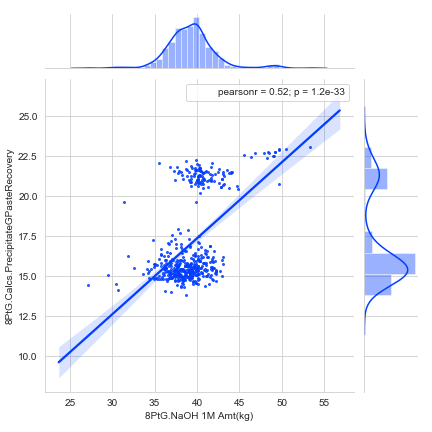 pearsonr = 0.52; p = 1.2e-33
25.0
22.5
20.0
17.5
15.0
12.5
10.0
8PtG.Calcs.PrecipitateGPasteRecovery
25 30 35 40 45 50 55
8PtG.NaOH 1M Amt(kg)